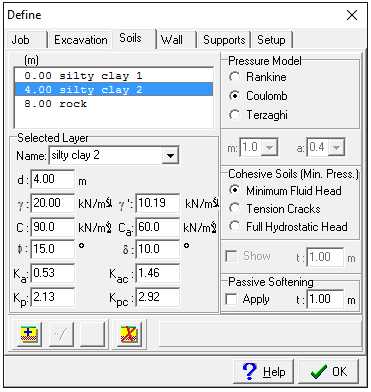 Define
Job Excavation Soils Wall Supports Setup
(m)
0.00 silty clay 1
4.00 silty clay 2
8.00 rock
Selected Layer
Name: silty clay 2
d: 4.00 m
γ: 20.00 kN/m³ γ': 10.19 kN/m³
C: 90.0 kN/m² Ca: 60.0 kN/m²
ϕ: 15.0 ° δ: 10.0 °
Ka: 0.53 Kac: 1.46
Kp: 2.13 Kpc: 2.92
Pressure Model
Rankine
Coulomb
Terzaghi
m: 1.0 a: 0.4
Cohesive Soils (Min. Press.)
Minimum Fluid Head
Tension Cracks
Full Hydrostatic Head
Show t: 1.00 m
Passive Softening
Apply t: 1.00 m
? Help OK